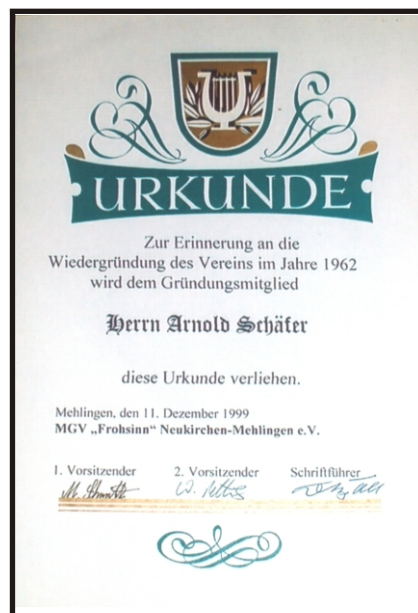 URKUNDE
Zur Erinnerung an die
Wiedergründung des Vereins im Jahre 1962
wird dem Gründungsmitglied
Herrn Arnold Schäfer
diese Urkunde verliehen.
Mehlingen, den 11. Dezember 1999
MGV „Frohsinn“ Neukirchen-Mehlingen e.V.
1. Vorsitzender 2. Vorsitzender Schriftführer